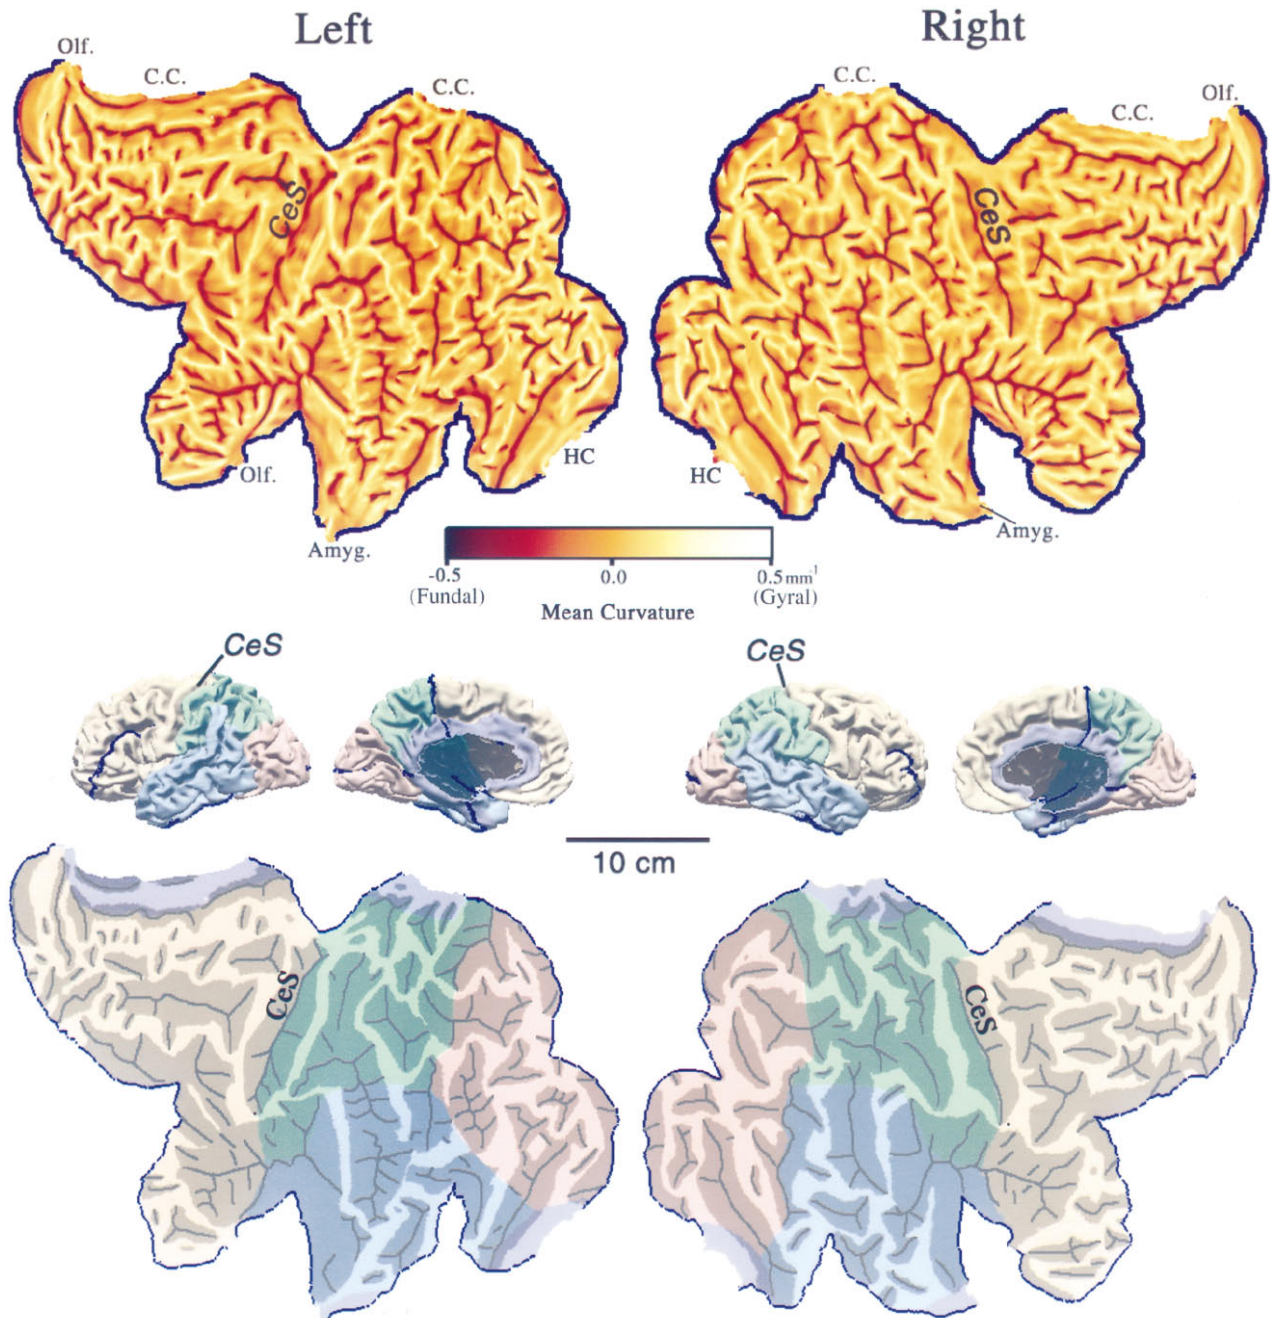 Left
Right
Olf.
C.C.
C.C.
C.C.
C.C.
Olf.
CeS
CeS
Olf.
HC
HC
Amyg.
Amyg.
-0.5
0.0
0.5 mm⁻¹
(Fundal)
(Gyral)
Mean Curvature
CeS
CeS
10 cm
CeS
CeS